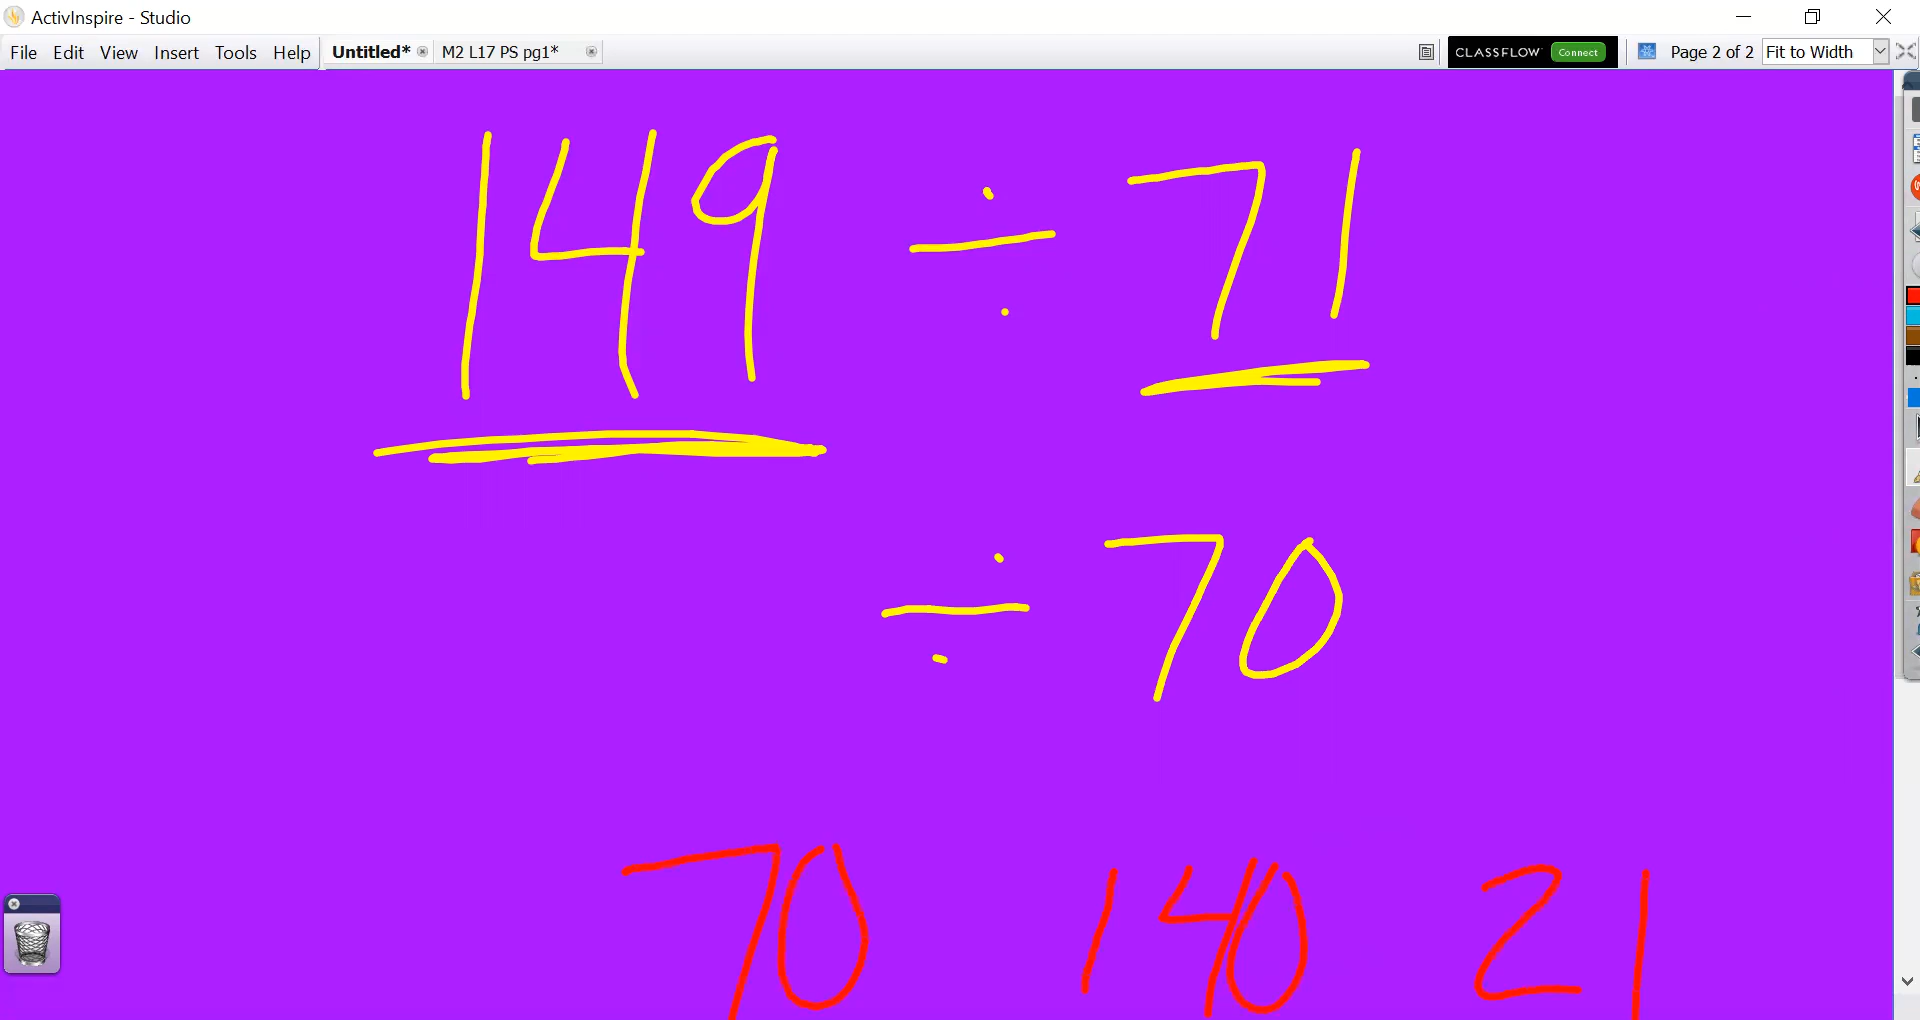 ActivInspire - Studio
File Edit View Insert Tools Help Untitled* M2 L17 PS pg1* CLASSFLOW Connect Page 2 of 2 Fit to Width
149 ÷ 71
÷ 70
70 140 21